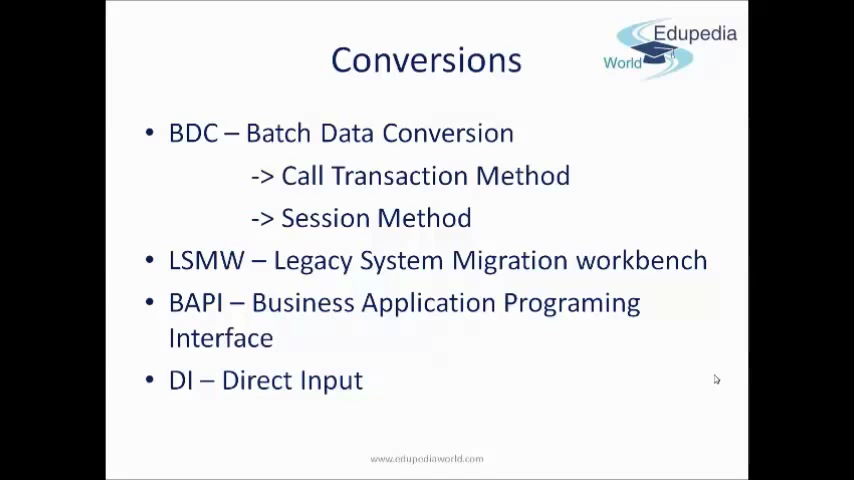 Edupedia
World
Conversions
• BDC – Batch Data Conversion
-> Call Transaction Method
-> Session Method
• LSMW – Legacy System Migration workbench
• BAPI – Business Application Programing
Interface
• DI – Direct Input
www.edupediaworld.com